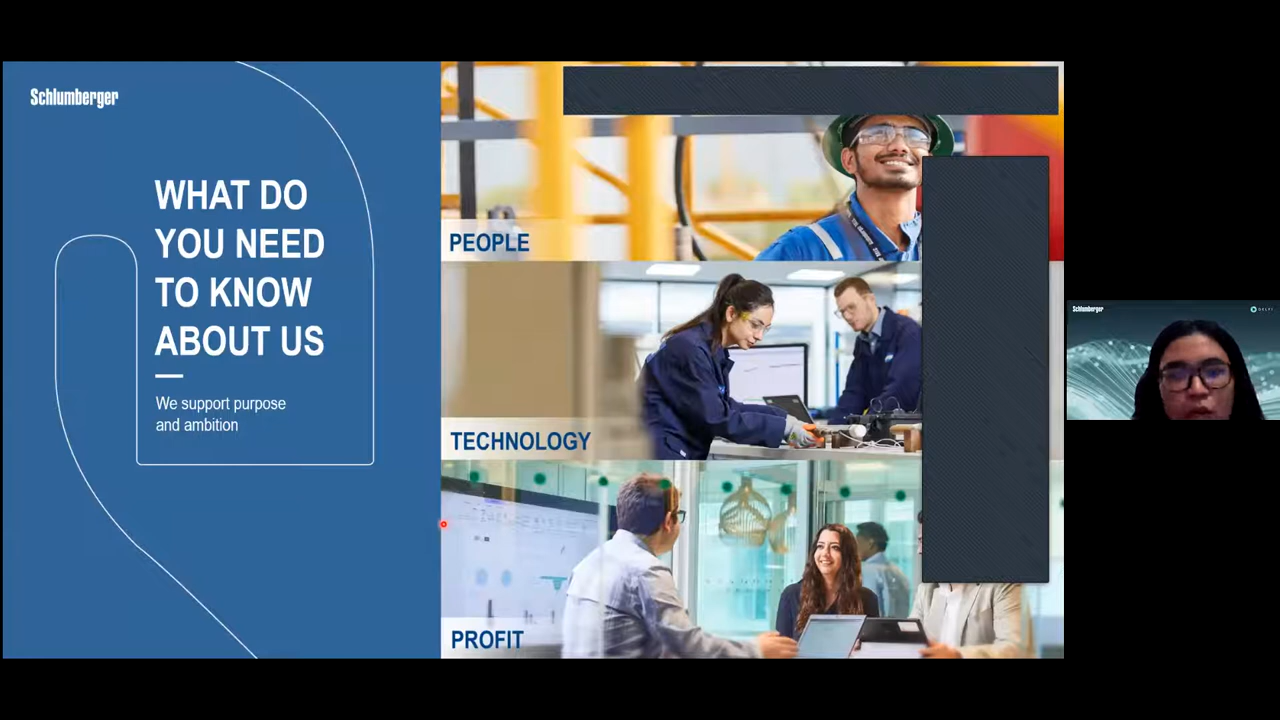 Schlumberger
WHAT DO
YOU NEED
TO KNOW
ABOUT US
We support purpose
and ambition
PEOPLE
TECHNOLOGY
PROFIT
Schlumberger